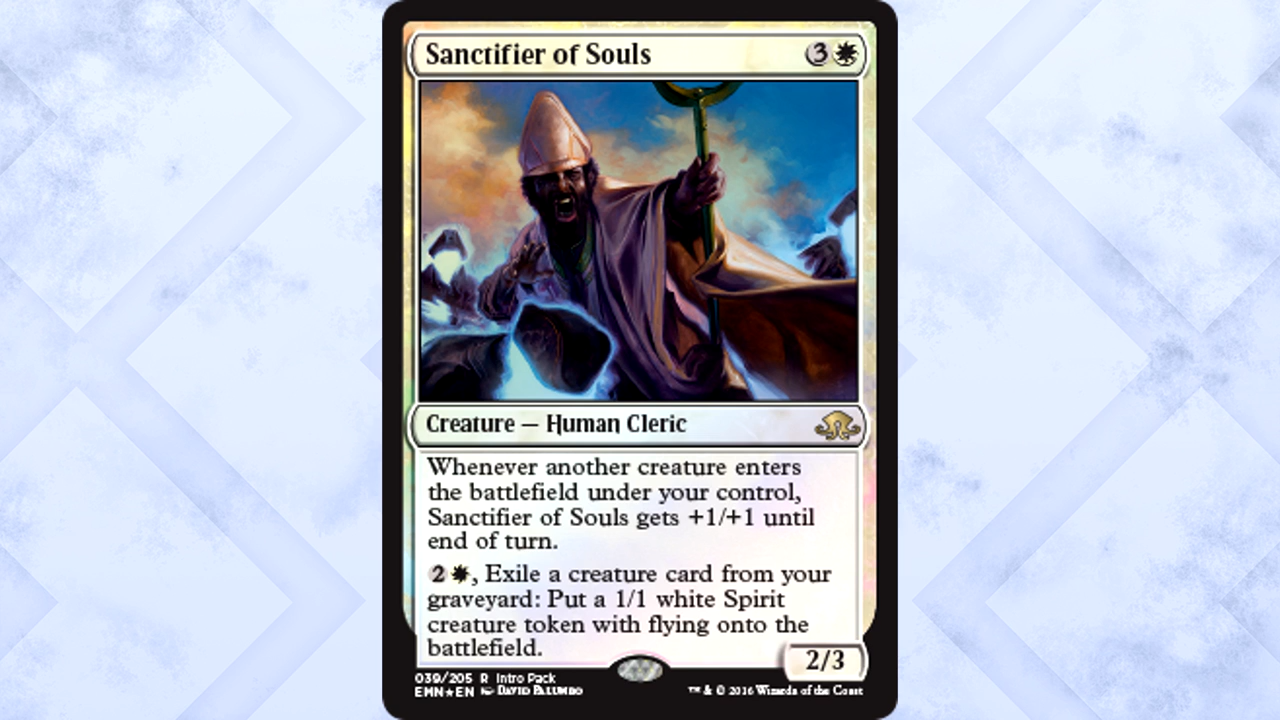 Sanctifier of Souls 3
Creature — Human Cleric
Whenever another creature enters
the battlefield under your control,
Sanctifier of Souls gets +1/+1 until
end of turn.
2, Exile a creature card from your
graveyard: Put a 1/1 white Spirit
creature token with flying onto the
battlefield.
2/3
039/205 R Intro Pack
EMN★EN David Palumbo
™ & © 2016 Wizards of the Coast